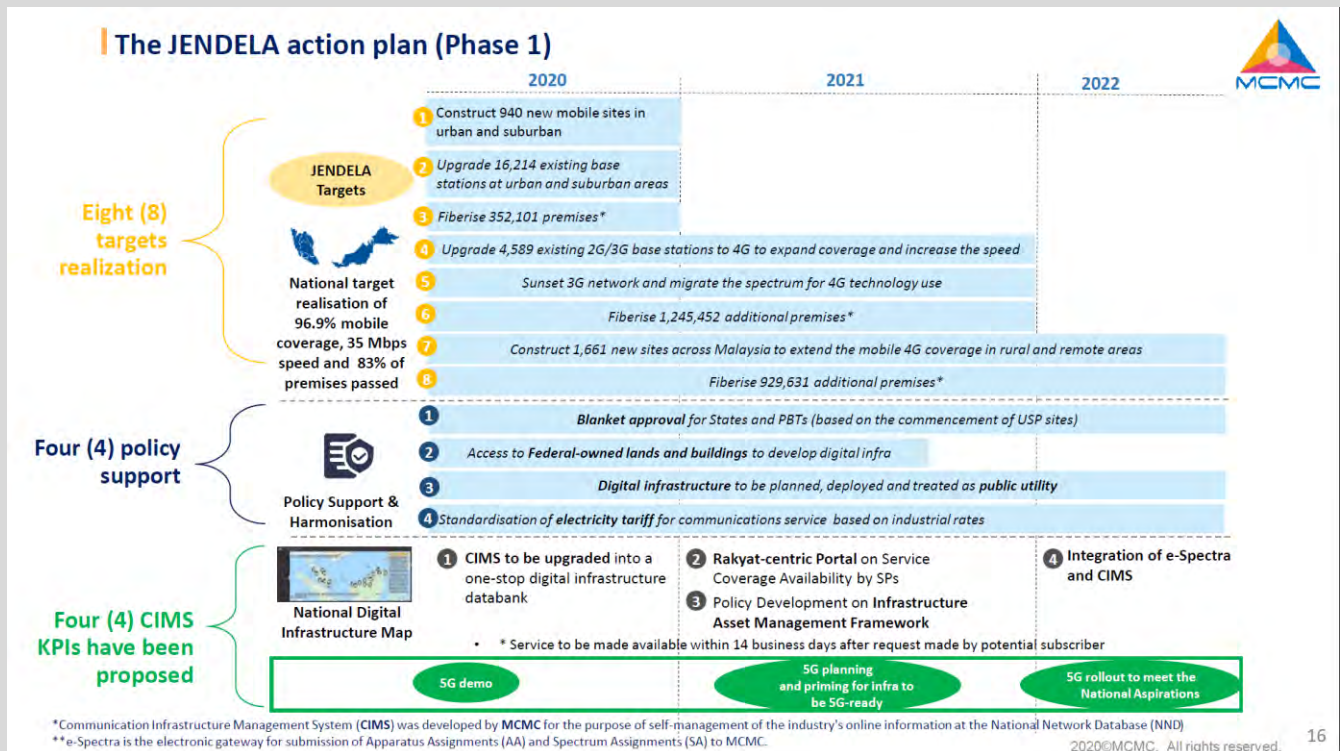 The JENDELA action plan (Phase 1)
MCMC
2020
2021
2022
Eight (8)
targets
realization
JENDELA
Targets
National target
realisation of
96.9% mobile
coverage, 35 Mbps
speed and 83% of
premises passed
1 Construct 940 new mobile sites in
urban and suburban
2 Upgrade 16,214 existing base
stations at urban and suburban areas
3 Fiberise 352,101 premises*
4 Upgrade 4,589 existing 2G/3G base stations to 4G to expand coverage and increase the speed
5 Sunset 3G network and migrate the spectrum for 4G technology use
6 Fiberise 1,245,452 additional premises*
7 Construct 1,661 new sites across Malaysia to extend the mobile 4G coverage in rural and remote areas
8 Fiberise 929,631 additional premises*
Four (4) policy
support
Policy Support &
Harmonisation
1 Blanket approval for States and PBTs (based on the commencement of USP sites)
2 Access to Federal-owned lands and buildings to develop digital infra
3 Digital infrastructure to be planned, deployed and treated as public utility
4 Standardisation of electricity tariff for communications service based on industrial rates
Four (4) CIMS
KPIs have been
proposed
National Digital
Infrastructure Map
1 CIMS to be upgraded into a
one-stop digital infrastructure
databank
2 Rakyat-centric Portal on Service
Coverage Availability by SPs
3 Policy Development on Infrastructure
Asset Management Framework
4 Integration of e-Spectra
and CIMS
• * Service to be made available within 14 business days after request made by potential subscriber
5G demo
5G planning
and priming for infra to
be 5G-ready
5G rollout to meet the
National Aspirations
*Communication Infrastructure Management System (CIMS) was developed by MCMC for the purpose of self-management of the industry's online information at the National Network Database (NND)
**e-Spectra is the electronic gateway for submission of Apparatus Assignments (AA) and Spectrum Assignments (SA) to MCMC.
2020©MCMC. All rights reserved.
16